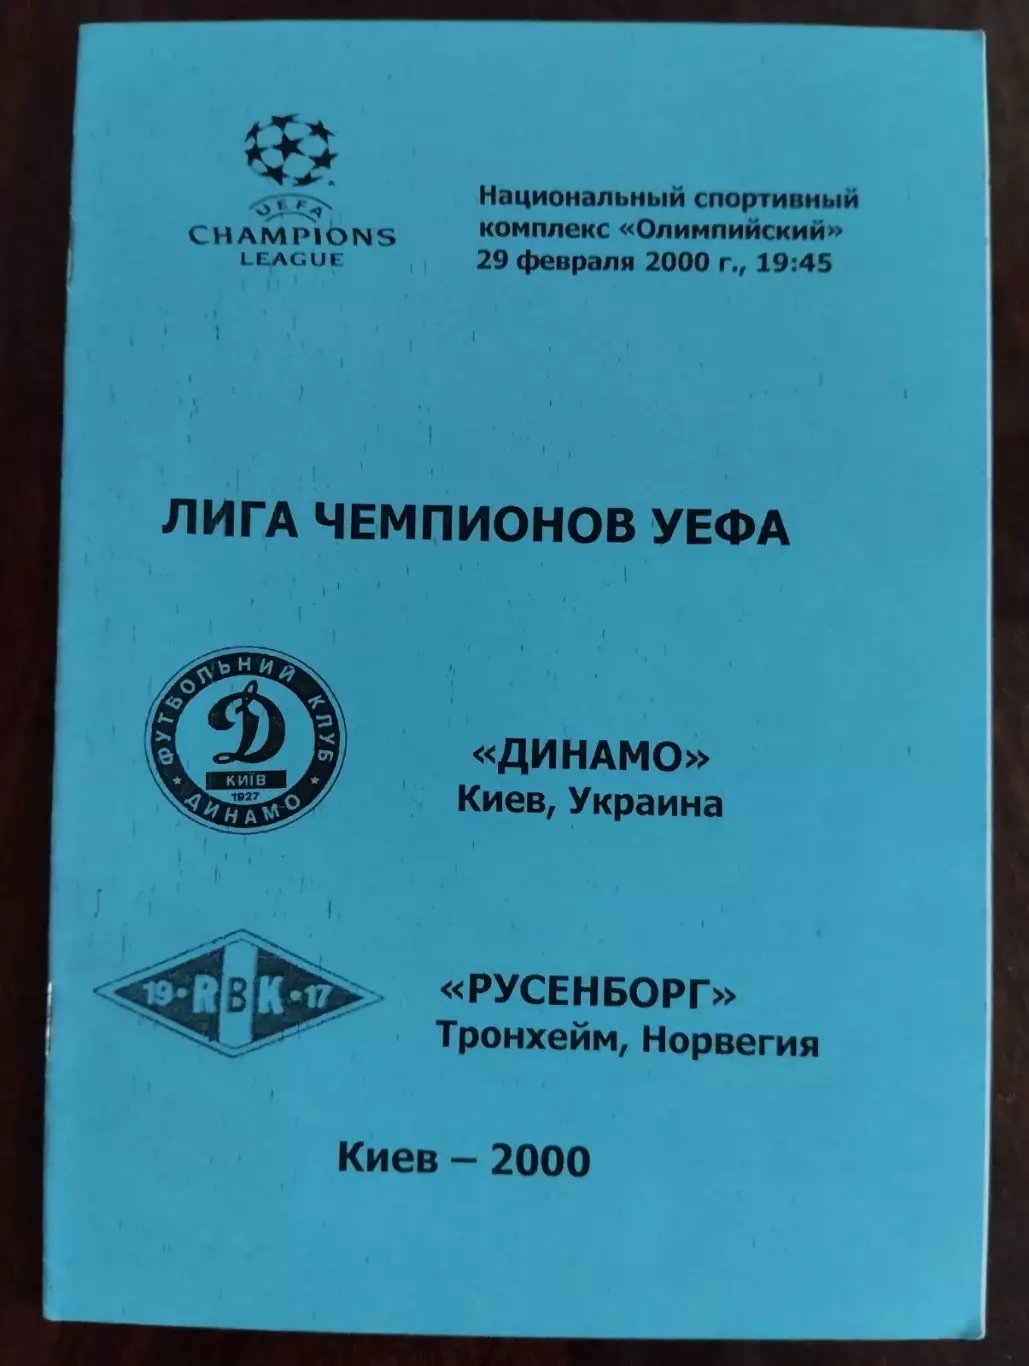 UEFA
CHAMPIONS
LEAGUE
Национальный спортивный
комплекс «Олимпийский»
29 февраля 2000 г., 19:45
ЛИГА ЧЕМПИОНОВ УЕФА
ФУТБОЛЬНИЙ КЛУБ
Д
КИЇВ
1927
ДИНАМО
«ДИНАМО»
Киев, Украина
19·RBK·17
«РУСЕНБОРГ»
Тронхейм, Норвегия
Киев – 2000